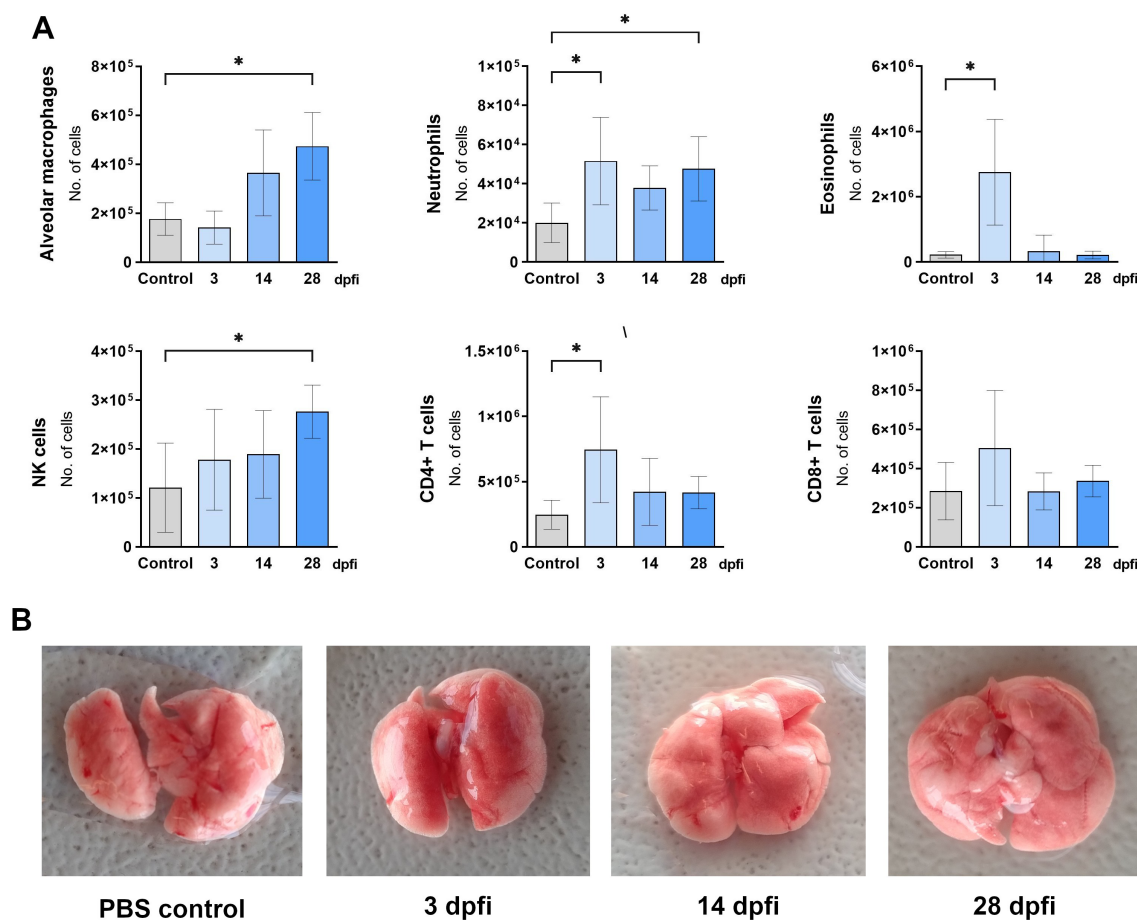 A
Alveolar macrophages
No. of cells
8×10⁵
6×10⁵
4×10⁵
2×10⁵
0
*
Control 3 14 28 dpfi
Neutrophils
No. of cells
1×10⁵
8×10⁴
6×10⁴
4×10⁴
2×10⁴
0
*
*
Control 3 14 28 dpfi
Eosinophils
No. of cells
6×10⁶
4×10⁶
2×10⁶
0
*
Control 3 14 28 dpfi
NK cells
No. of cells
4×10⁵
3×10⁵
2×10⁵
1×10⁵
0
*
Control 3 14 28 dpfi
\
CD4+ T cells
No. of cells
1.5×10⁶
1×10⁶
5×10⁵
0
*
Control 3 14 28 dpfi
CD8+ T cells
No. of cells
1×10⁶
8×10⁵
6×10⁵
4×10⁵
2×10⁵
0
Control 3 14 28 dpfi
B
PBS control
3 dpfi
14 dpfi
28 dpfi